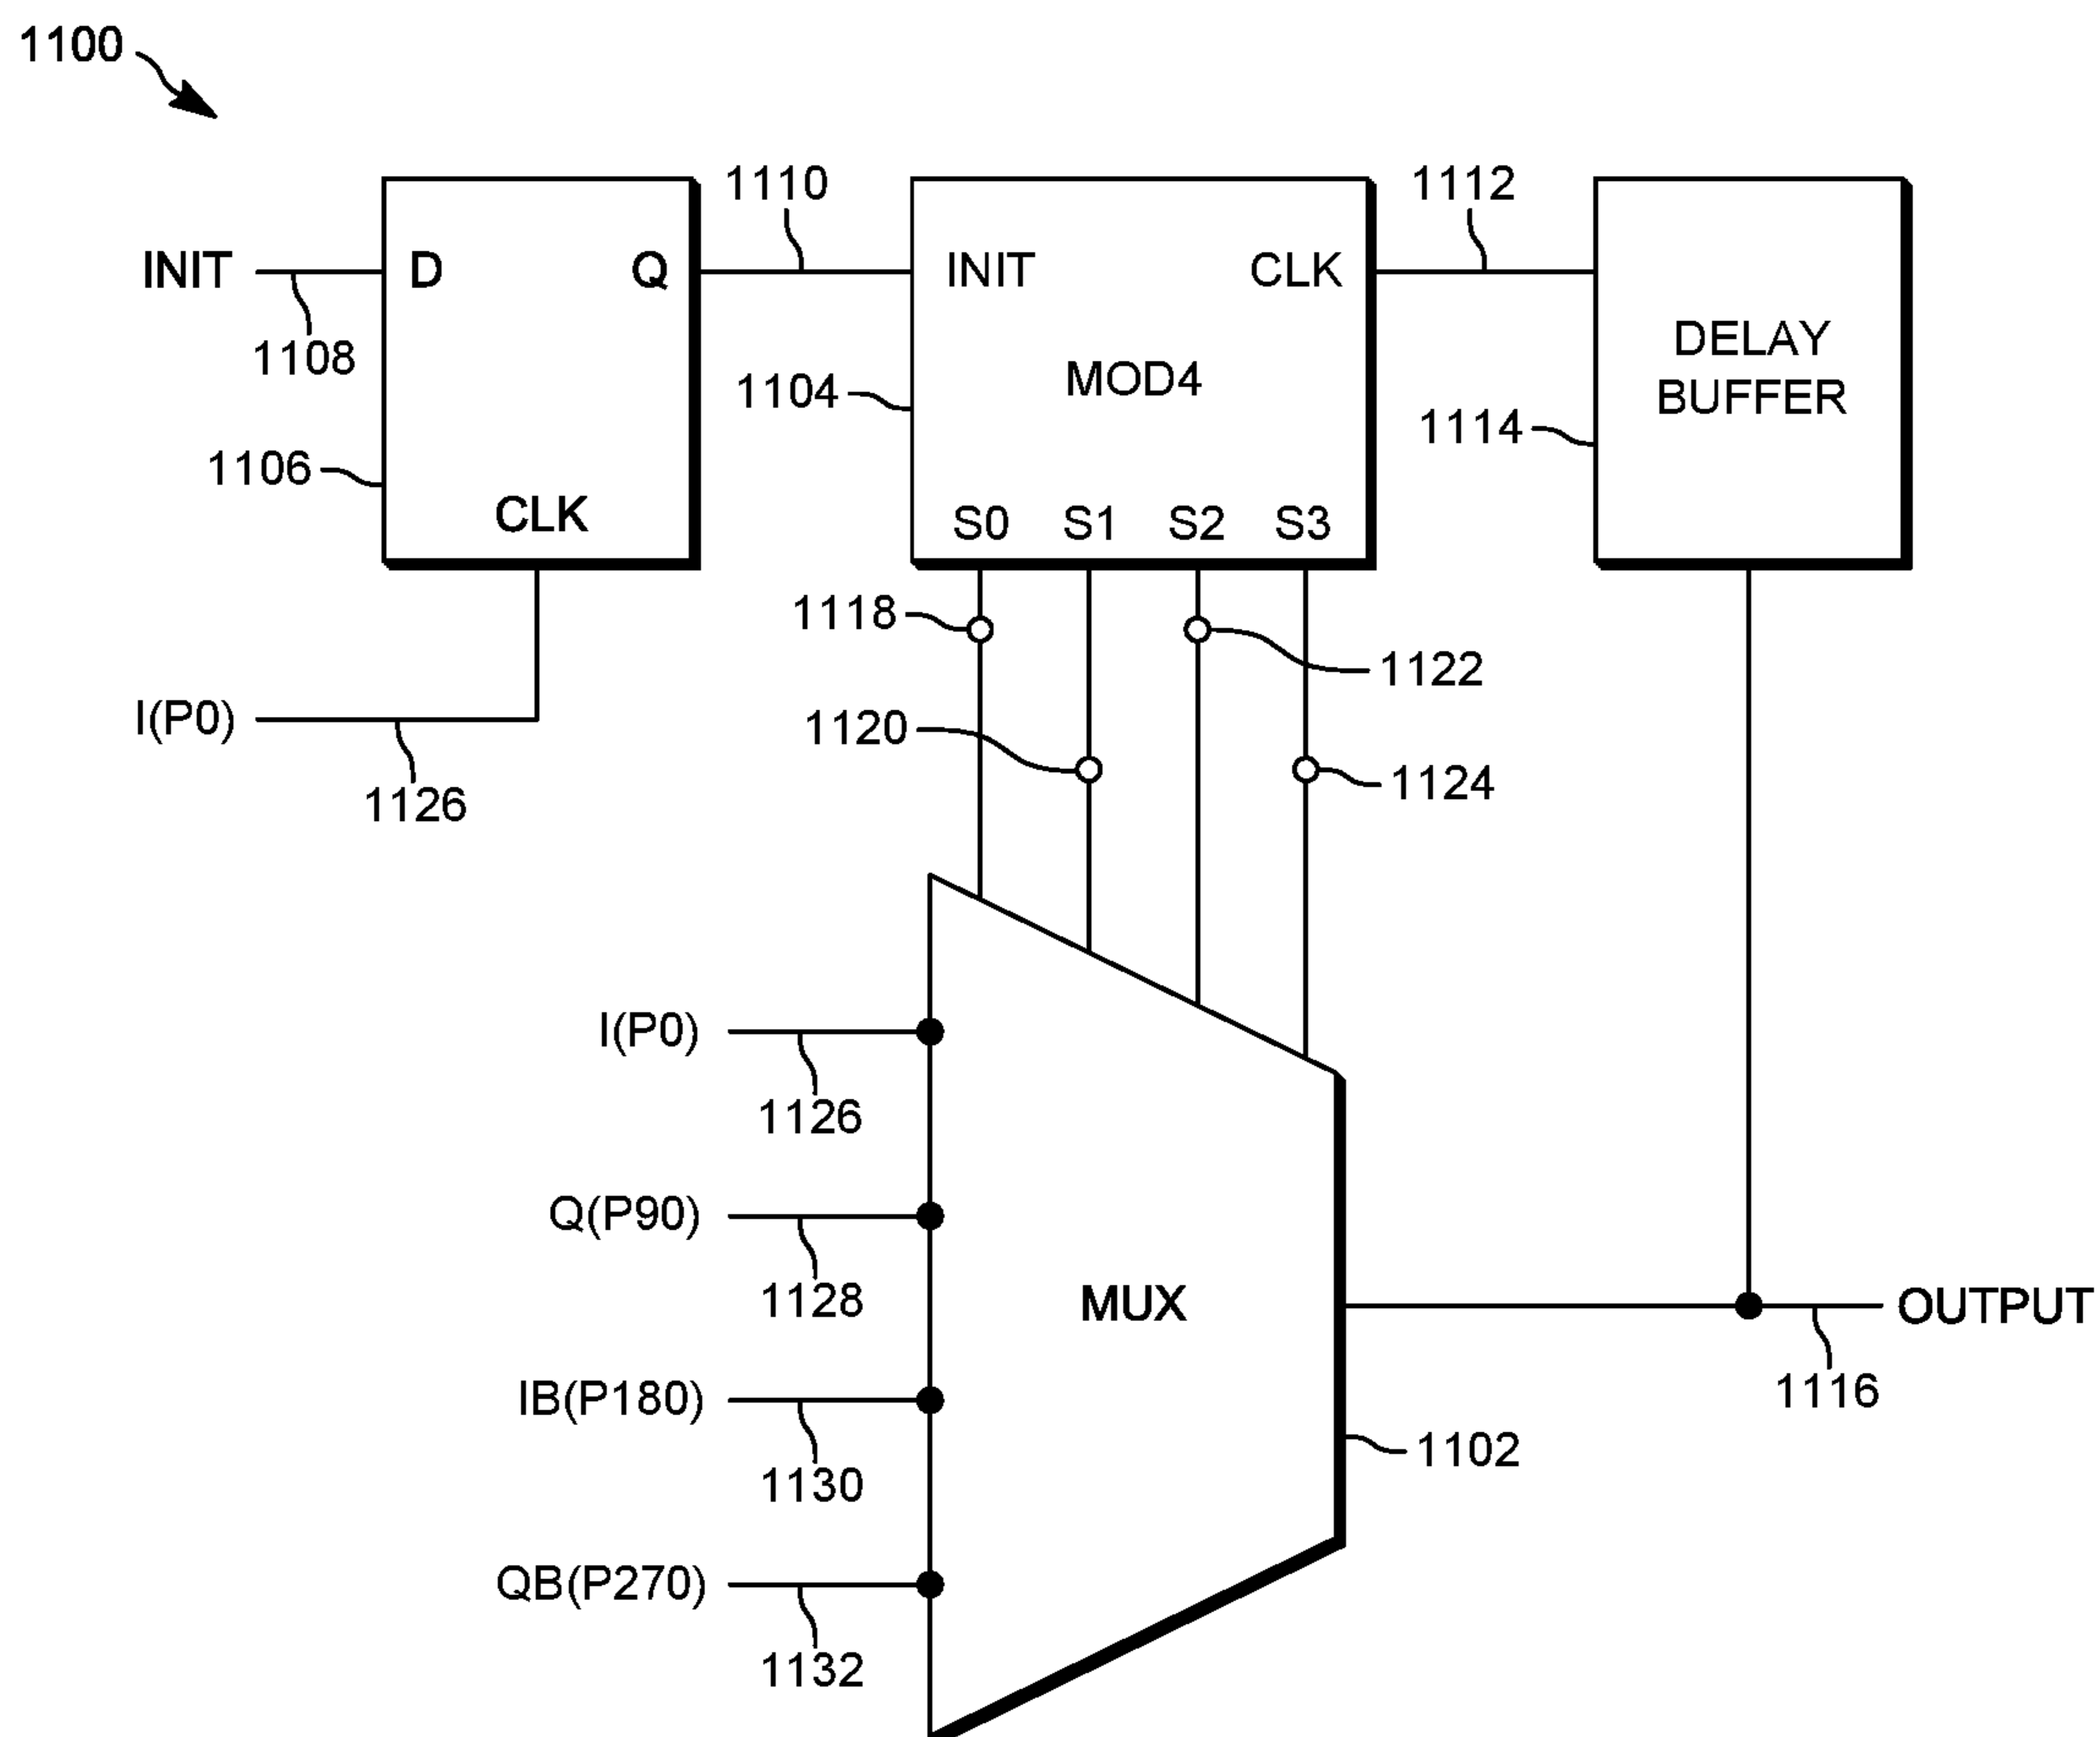 1100
1110
1112
INIT
D
Q
INIT
CLK
1108
DELAY
BUFFER
MOD4
1104
1114
1106
CLK
S0 S1 S2 S3
1118
1122
I(P0)
1120
1124
1126
I(P0)
1126
Q(P90)
1128
MUX
OUTPUT
1116
IB(P180)
1102
1130
QB(P270)
1132